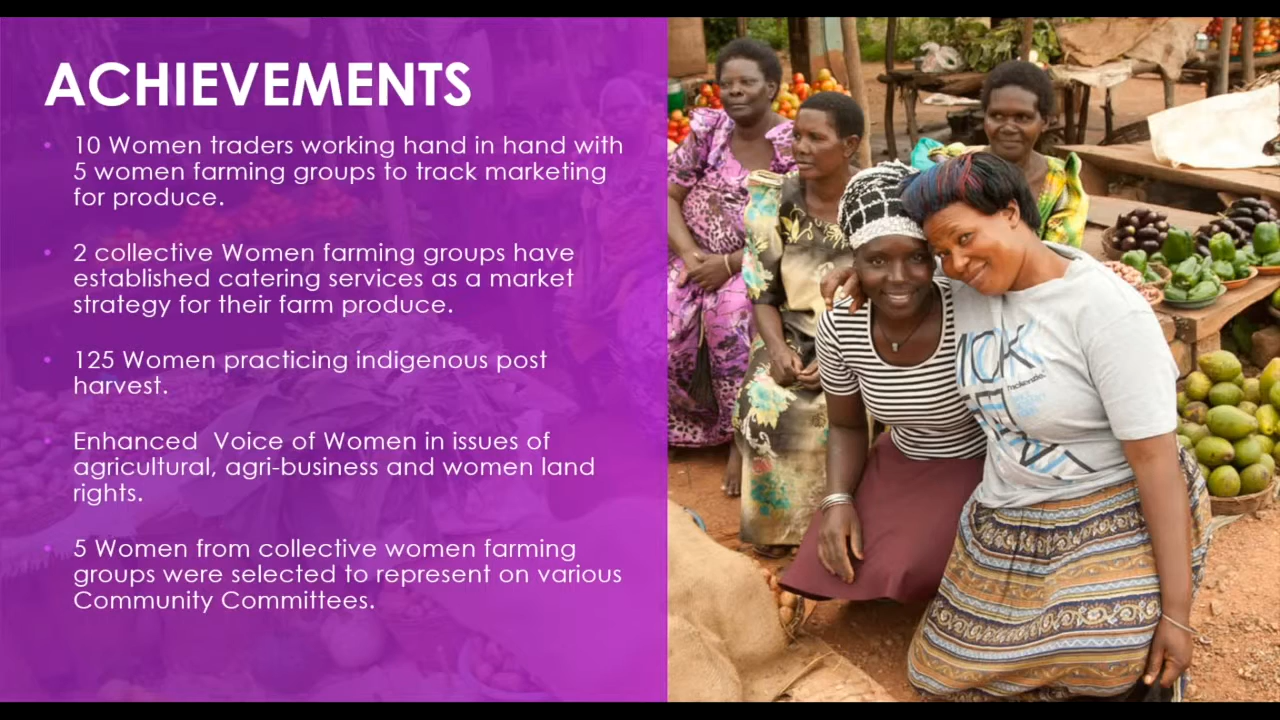 ACHIEVEMENTS
• 10 Women traders working hand in hand with
5 women farming groups to track marketing
for produce.
• 2 collective Women farming groups have
established catering services as a market
strategy for their farm produce.
• 125 Women practicing indigenous post
harvest.
• Enhanced  Voice of Women in issues of
agricultural, agri-business and women land
rights.
• 5 Women from collective women farming
groups were selected to represent on various
Community Committees.